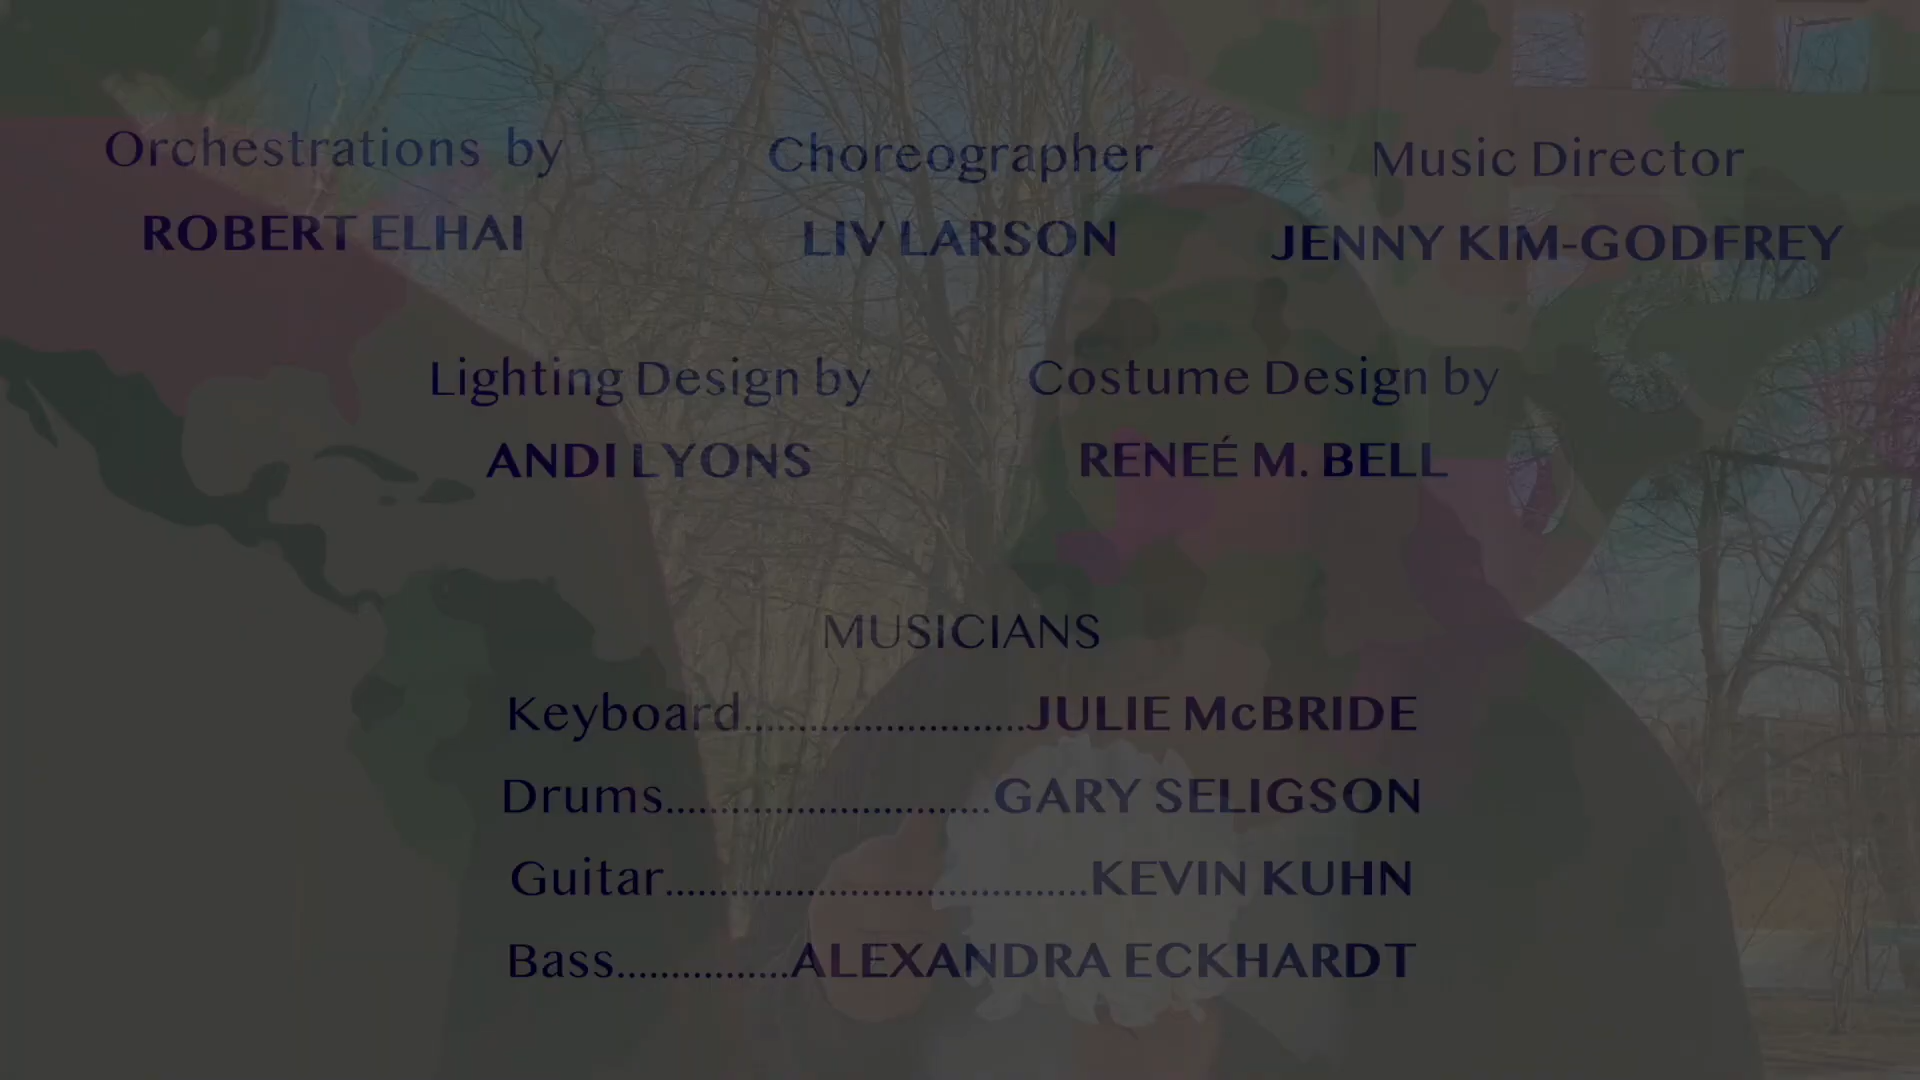 Orchestrations by
ROBERT ELHAI
Choreographer
LIV LARSON
Music Director
JENNY KIM-GODFREY
Lighting Design by
ANDI LYONS
Costume Design by
RENEÉ M. BELL
MUSICIANS
Keyboard..........................JULIE McBRIDE
Drums..............................GARY SELIGSON
Guitar.......................................KEVIN KUHN
Bass................ALEXANDRA ECKHARDT